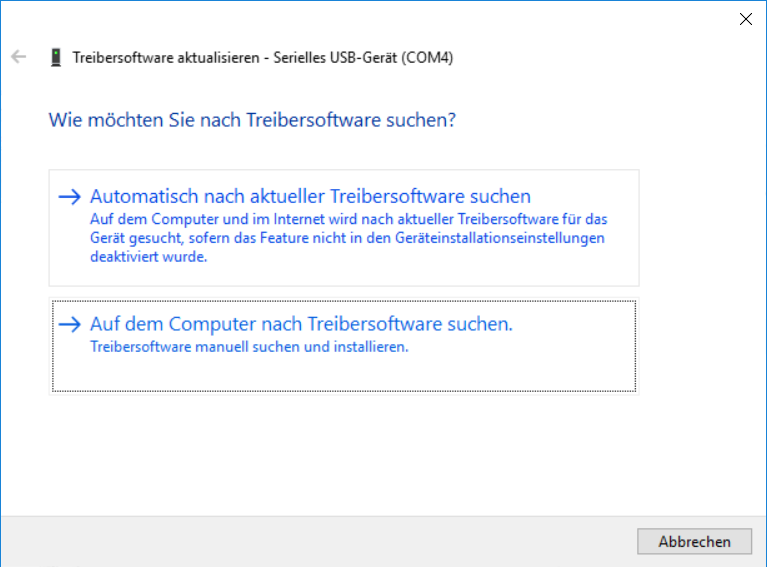 Treibersoftware aktualisieren - Serielles USB-Gerät (COM4)
Wie möchten Sie nach Treibersoftware suchen?
Automatisch nach aktueller Treibersoftware suchen
Auf dem Computer und im Internet wird nach aktueller Treibersoftware für das
Gerät gesucht, sofern das Feature nicht in den Geräteinstallationseinstellungen
deaktiviert wurde.
Auf dem Computer nach Treibersoftware suchen.
Treibersoftware manuell suchen und installieren.
Abbrechen